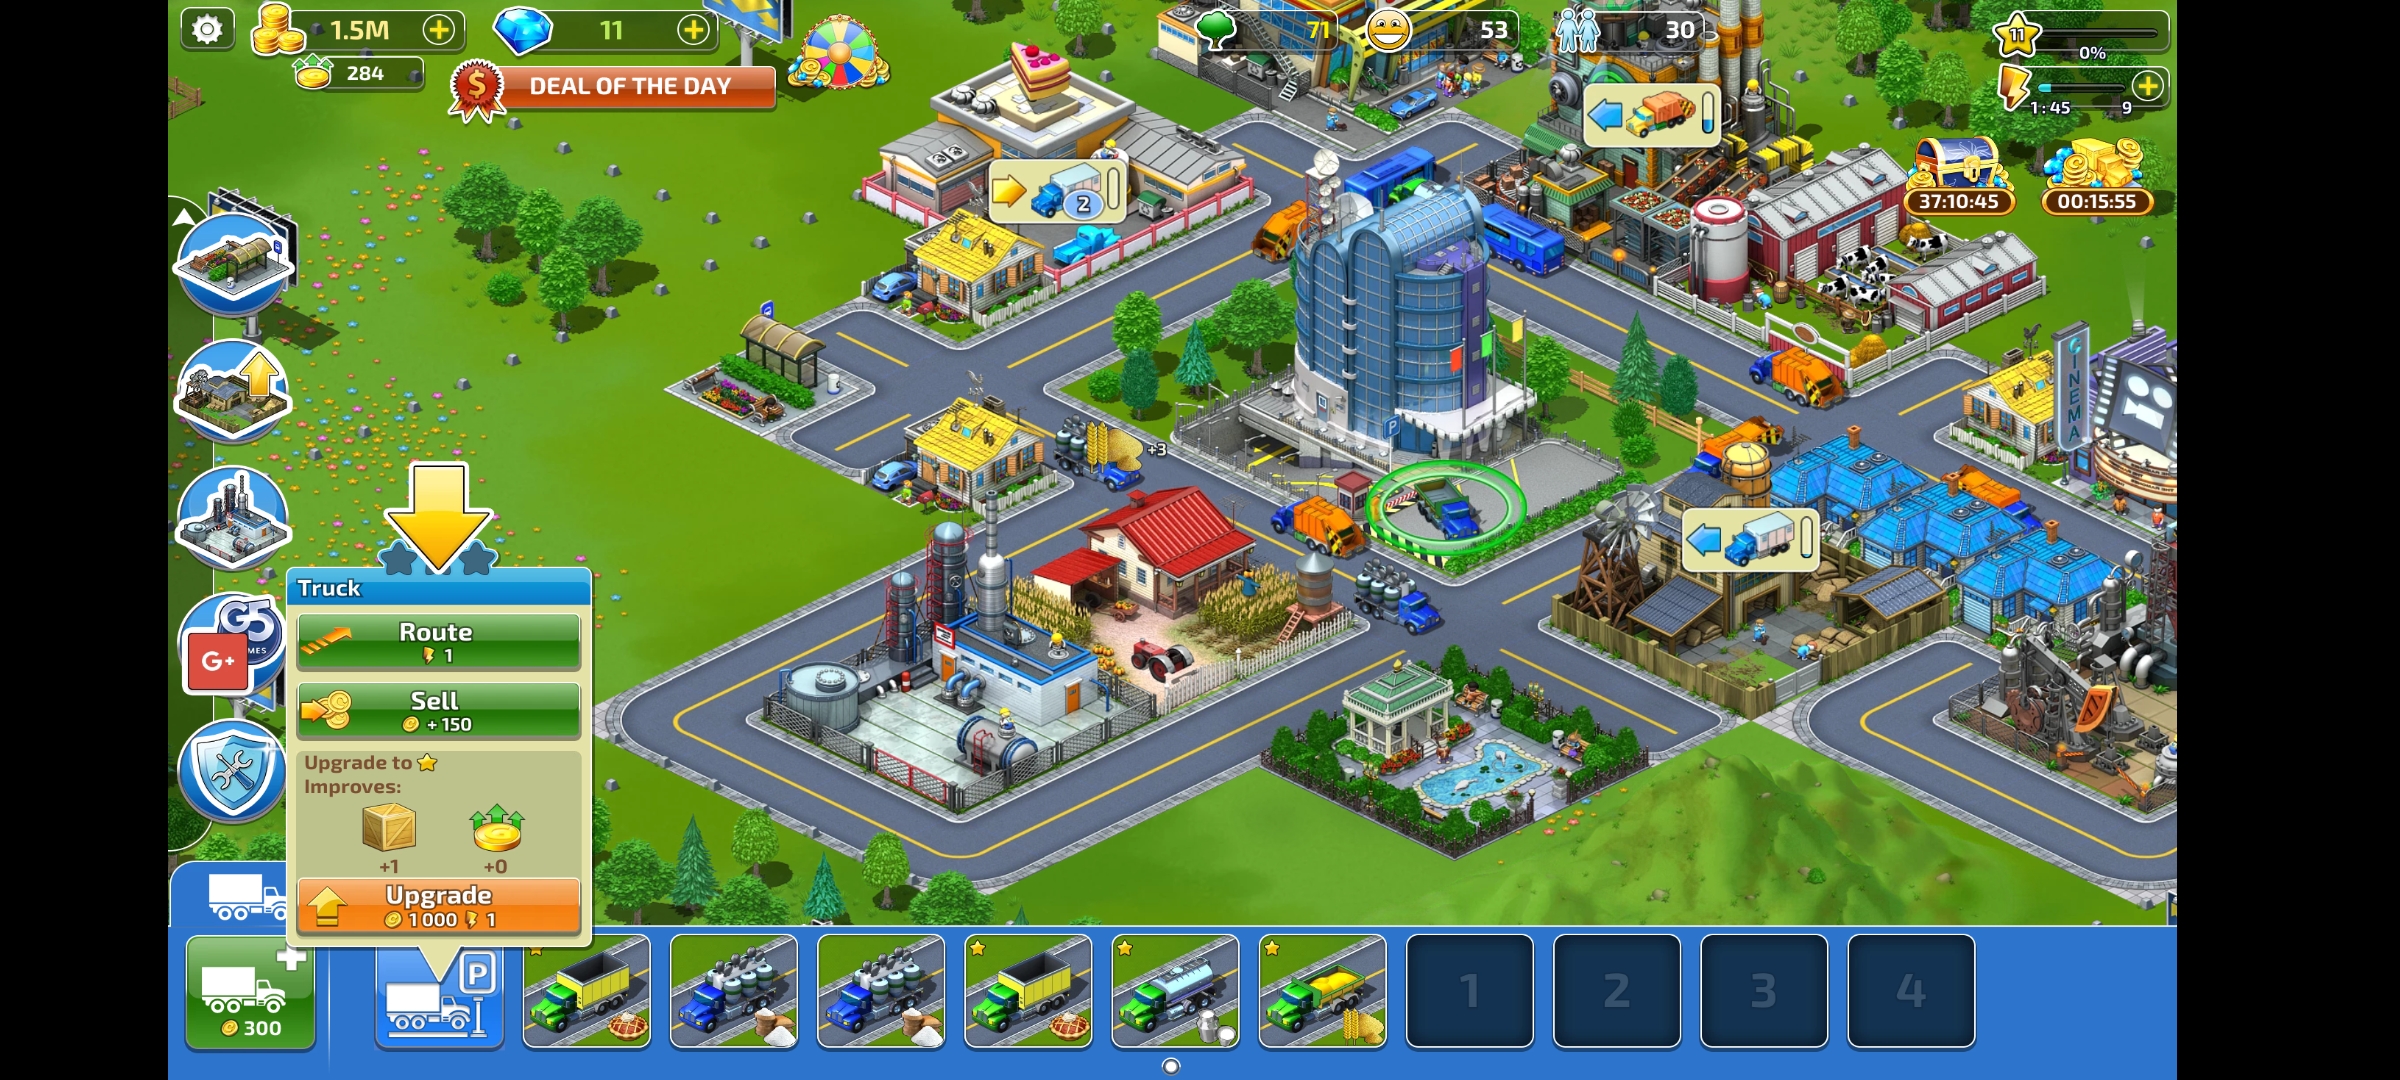 1.5M
11
71
53
30
11
0%
284
DEAL OF THE DAY
1:45
9
2
37:10:45
00:15:55
CINEMA
P
+3
Truck
Route
1
Sell
+ 150
Upgrade to
Improves:
+1
+0
Upgrade
1 000
1
G5
G+
300
P
1
2
3
4